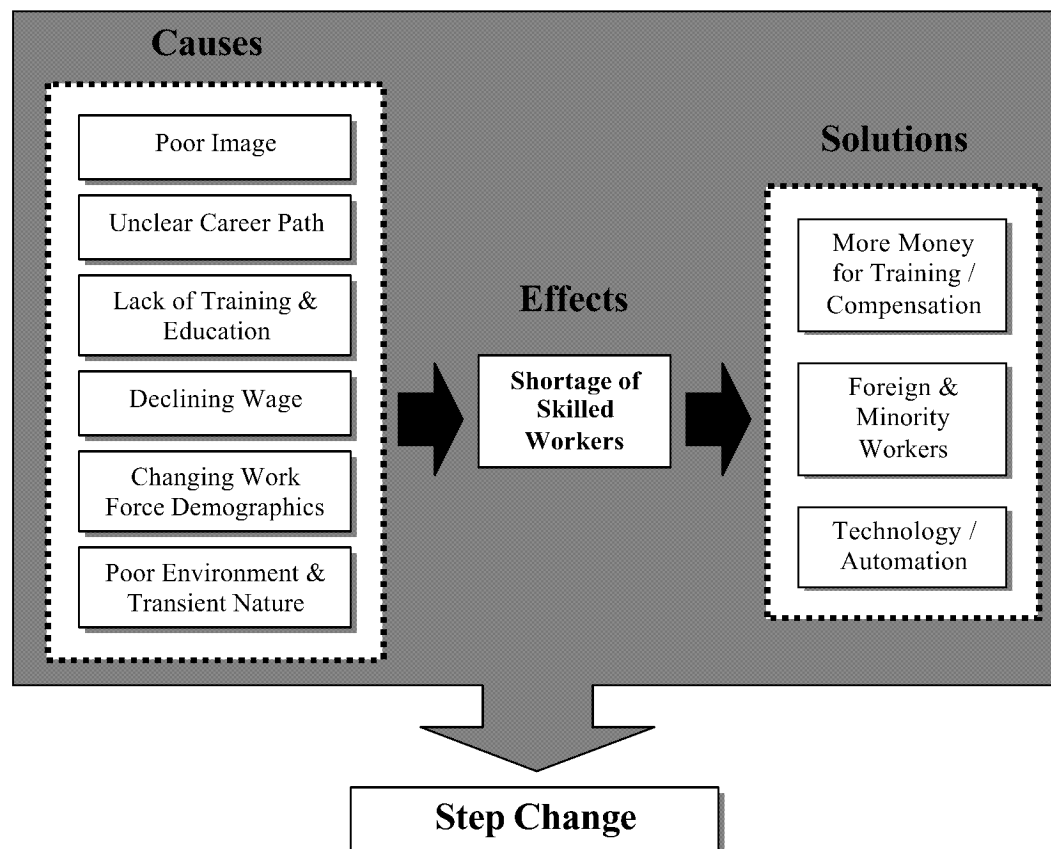 Causes
Poor Image
Unclear Career Path
Lack of Training &
Education
Declining Wage
Changing Work
Force Demographics
Poor Environment &
Transient Nature
Effects
Shortage of
Skilled
Workers
Solutions
More Money
for Training /
Compensation
Foreign &
Minority
Workers
Technology /
Automation
Step Change